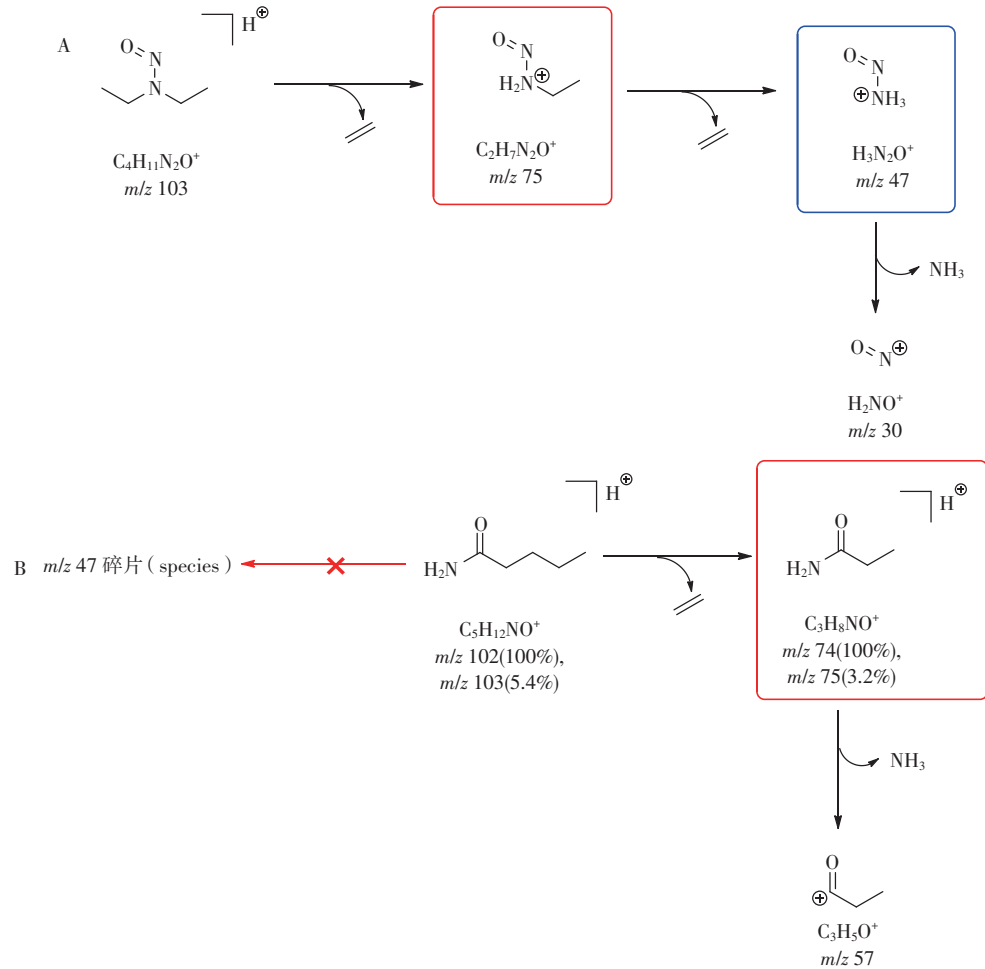 A
O N N ] H⊕
C₄H₁₁N₂O⁺
m/z 103
O N H₂N⊕
C₂H₇N₂O⁺
m/z 75
O N ⊕NH₃
H₃N₂O⁺
m/z 47
NH₃
O N⊕
H₂NO⁺
m/z 30
B
m/z 47 碎片(species)
O H₂N ] H⊕
C₅H₁₂NO⁺
m/z 102(100%),
m/z 103(5.4%)
O H₂N ] H⊕
C₃H₈NO⁺
m/z 74(100%),
m/z 75(3.2%)
NH₃
O ⊕
C₃H₅O⁺
m/z 57